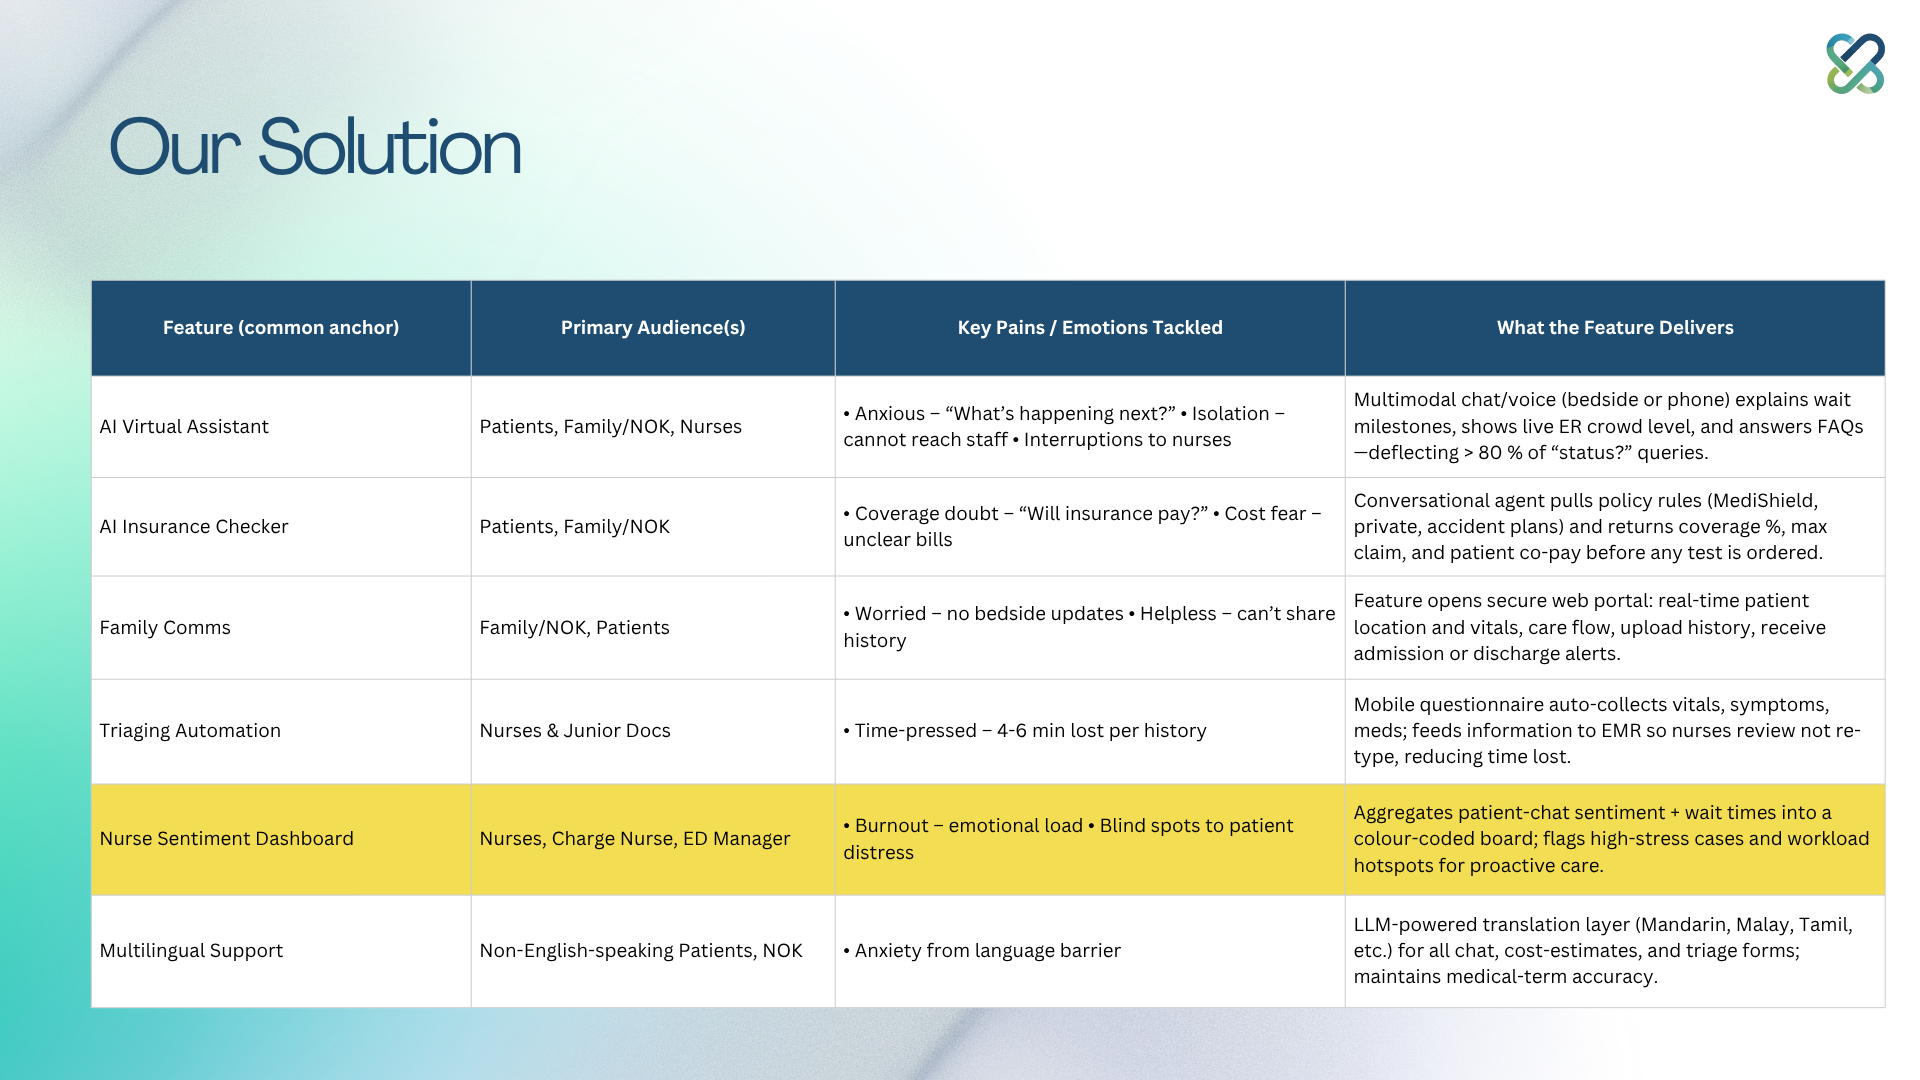 Our Solution
Feature (common anchor)
Primary Audience(s)
Key Pains / Emotions Tackled
What the Feature Delivers
AI Virtual Assistant
Patients, Family/NOK, Nurses
• Anxious – “What’s happening next?” • Isolation –
cannot reach staff • Interruptions to nurses
Multimodal chat/voice (bedside or phone) explains wait
milestones, shows live ER crowd level, and answers FAQs
—deflecting > 80 % of “status?” queries.
AI Insurance Checker
Patients, Family/NOK
• Coverage doubt – “Will insurance pay?” • Cost fear –
unclear bills
Conversational agent pulls policy rules (MediShield,
private, accident plans) and returns coverage %, max
claim, and patient co-pay before any test is ordered.
Family Comms
Family/NOK, Patients
• Worried – no bedside updates • Helpless – can’t share
history
Feature opens secure web portal: real-time patient
location and vitals, care flow, upload history, receive
admission or discharge alerts.
Triaging Automation
Nurses & Junior Docs
• Time-pressed – 4-6 min lost per history
Mobile questionnaire auto-collects vitals, symptoms,
meds; feeds information to EMR so nurses review not re-
type, reducing time lost.
Nurse Sentiment Dashboard
Nurses, Charge Nurse, ED Manager
• Burnout – emotional load • Blind spots to patient
distress
Aggregates patient-chat sentiment + wait times into a
colour-coded board; flags high-stress cases and workload
hotspots for proactive care.
Multilingual Support
Non-English-speaking Patients, NOK
• Anxiety from language barrier
LLM-powered translation layer (Mandarin, Malay, Tamil,
etc.) for all chat, cost-estimates, and triage forms;
maintains medical-term accuracy.